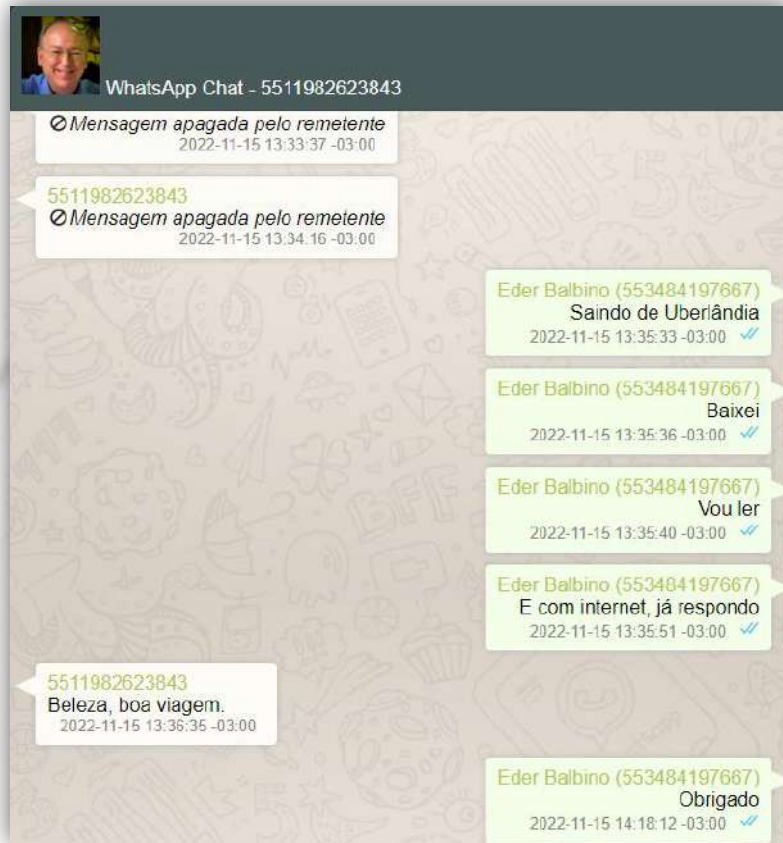 WhatsApp Chat - 5511982623843
Mensagem apagada pelo remetente
2022-11-15 13:33:37 -03:00
5511982623843
Mensagem apagada pelo remetente
2022-11-15 13:34:16 -03:00
Eder Balbino (553484197667)
Saindo de Uberlândia
2022-11-15 13:35:33 -03:00
Eder Balbino (553484197667)
Baixei
2022-11-15 13:35:36 -03:00
Eder Balbino (553484197667)
Vou ler
2022-11-15 13:35:40 -03:00
Eder Balbino (553484197667)
E com internet, já respondo
2022-11-15 13:35:51 -03:00
5511982623843
Beleza, boa viagem.
2022-11-15 13:36:35 -03:00
Eder Balbino (553484197667)
Obrigado
2022-11-15 14:18:12 -03:00